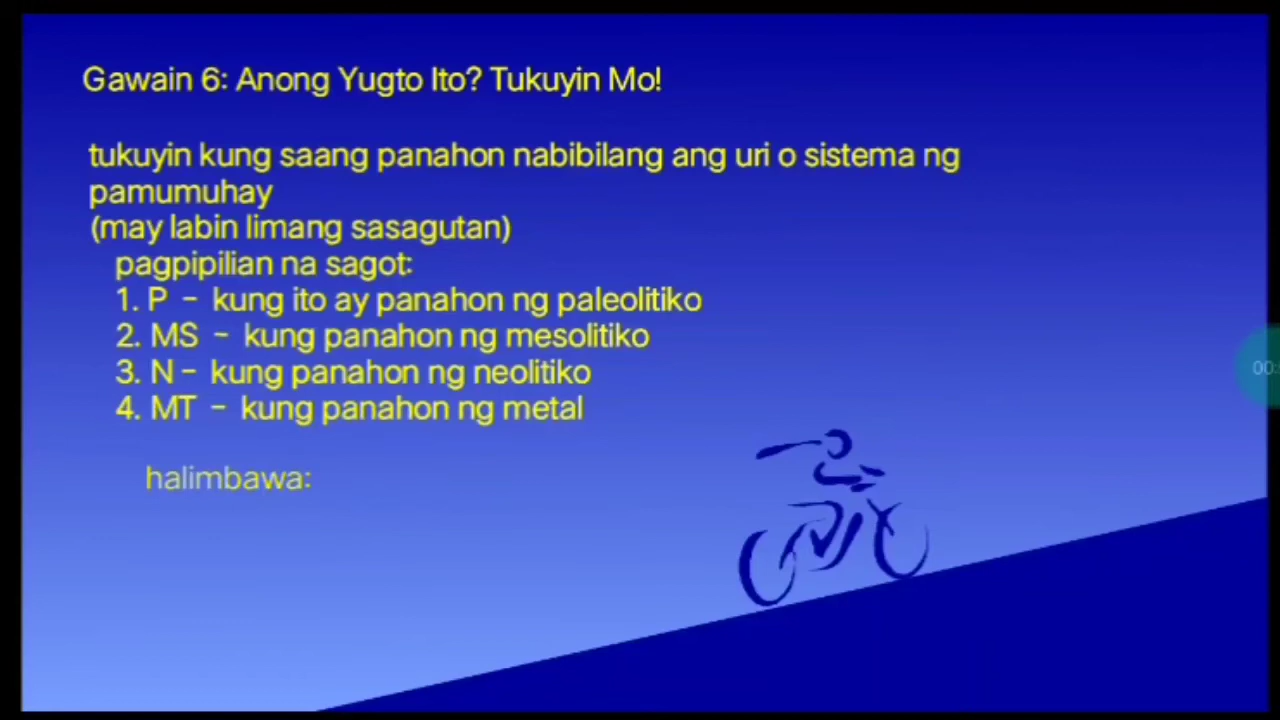 Gawain 6: Anong Yugto Ito? Tukuyin Mo!
tukuyin kung saang panahon nabibilang ang uri o sistema ng
pamumuhay
(may labin limang sasagutan)
pagpipilian na sagot:
1. P - kung ito ay panahon ng paleolitiko
2. MS - kung panahon ng mesolitiko
3. N - kung panahon ng neolitiko
4. MT - kung panahon ng metal
halimbawa: